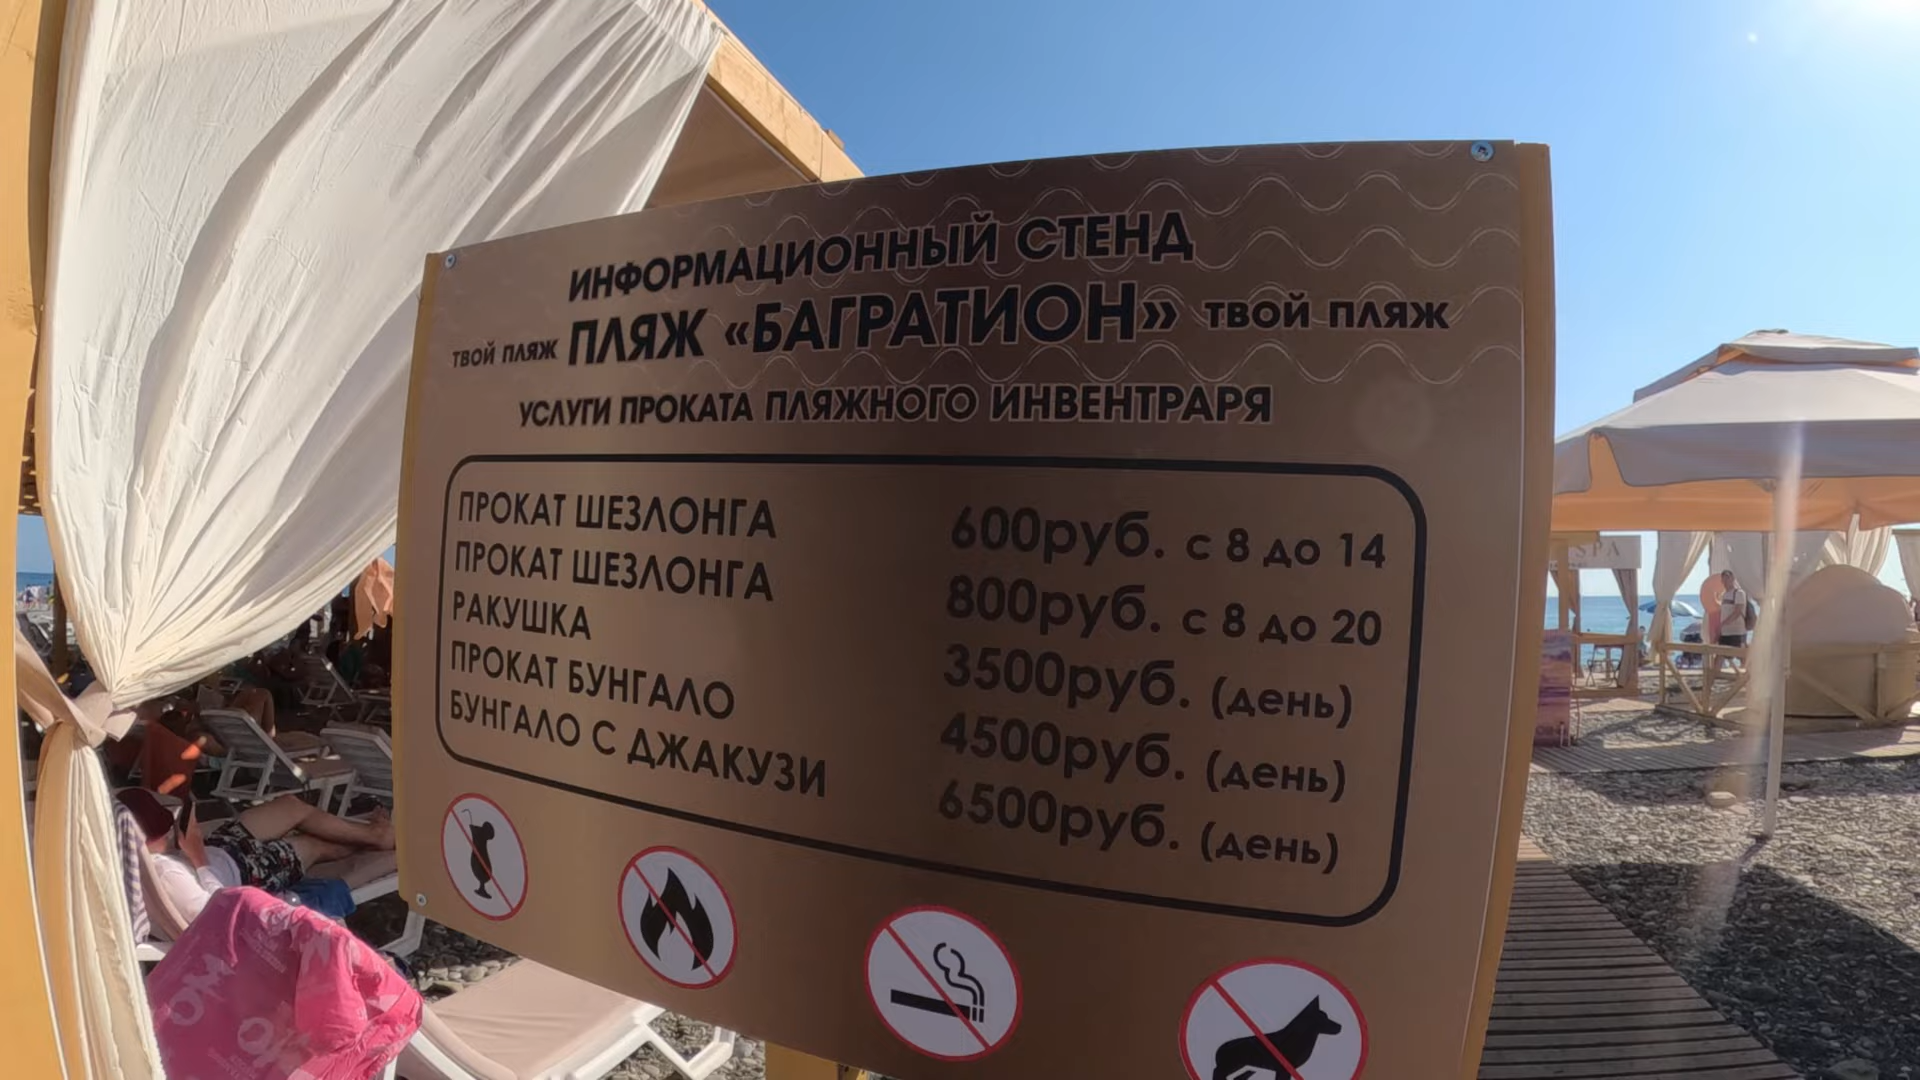 ИНФОРМАЦИОННЫЙ СТЕНД
ТВОЙ ПЛЯЖ ПЛЯЖ «БАГРАТИОН» ТВОЙ ПЛЯЖ
УСЛУГИ ПРОКАТА ПЛЯЖНОГО ИНВЕНТРАРЯ
ПРОКАТ ШЕЗЛОНГА 600руб. с 8 до 14
ПРОКАТ ШЕЗЛОНГА 800руб. с 8 до 20
РАКУШКА 3500руб. (день)
ПРОКАТ БУНГАЛО 4500руб. (день)
БУНГАЛО С ДЖАКУЗИ 6500руб. (день)
SPA